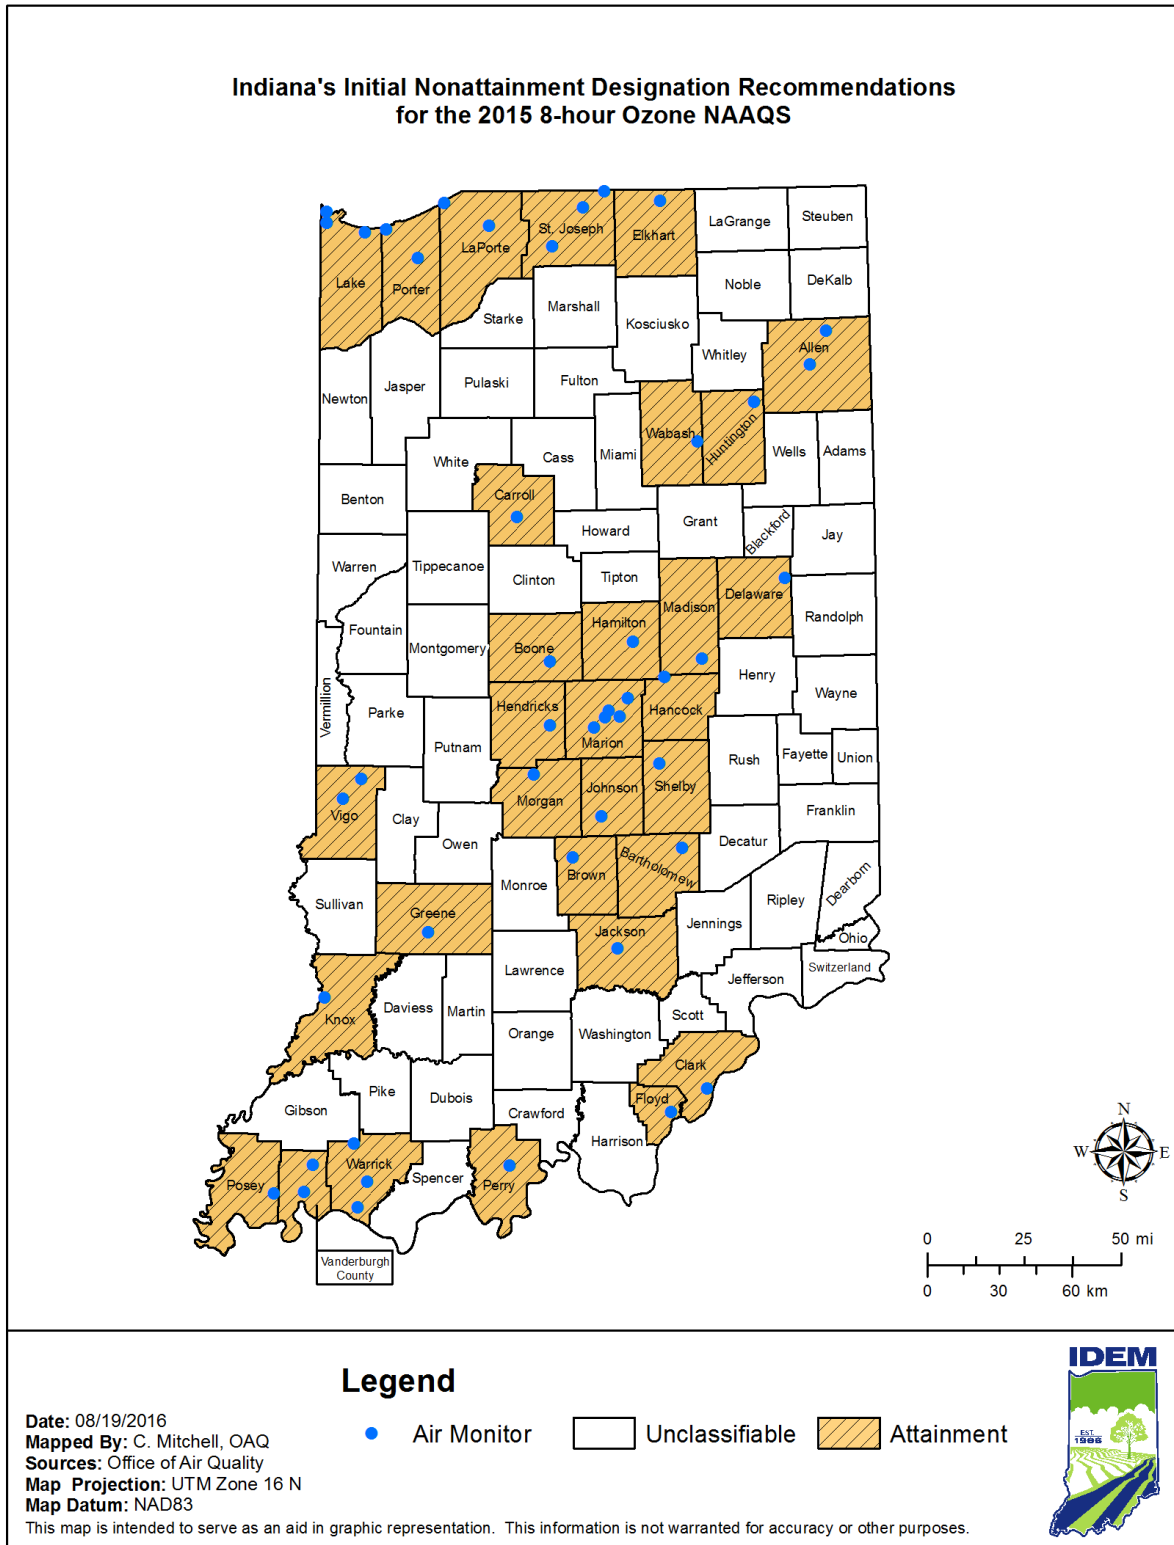 Indiana's Initial Nonattainment Designation Recommendations
for the 2015 8-hour Ozone NAAQS
LaGrange
Steuben
St. Joseph
Elkhart
LaPorte
Lake
Porter
Noble
DeKalb
Marshall
Starke
Kosciusko
Allen
Whitley
Newton
Jasper
Pulaski
Fulton
Wabash
Huntington
Wells
Adams
White
Cass
Miami
Benton
Carroll
Howard
Grant
Blackford
Jay
Warren
Tippecanoe
Clinton
Tipton
Madison
Delaware
Randolph
Fountain
Montgomery
Boone
Hamilton
Henry
Wayne
Vermillion
Parke
Putnam
Hendricks
Marion
Hancock
Rush
Fayette
Union
Vigo
Clay
Owen
Morgan
Johnson
Shelby
Franklin
Decatur
Monroe
Brown
Bartholomew
Dearborn
Sullivan
Greene
Jackson
Jennings
Ripley
Ohio
Switzerland
Lawrence
Jefferson
Knox
Daviess
Martin
Scott
Orange
Washington
Clark
Pike
Dubois
Floyd
Gibson
Crawford
Harrison
Posey
Warrick
Spencer
Perry
Vanderburgh
County
N
W
E
S
0 25 50 mi
0 30 60 km
Legend
Air Monitor
Unclassifiable
Attainment
Date: 08/19/2016
Mapped By: C. Mitchell, OAQ
Sources: Office of Air Quality
Map Projection: UTM Zone 16 N
Map Datum: NAD83
This map is intended to serve as an aid in graphic representation. This information is not warranted for accuracy or other purposes.
IDEM
EST.
1986